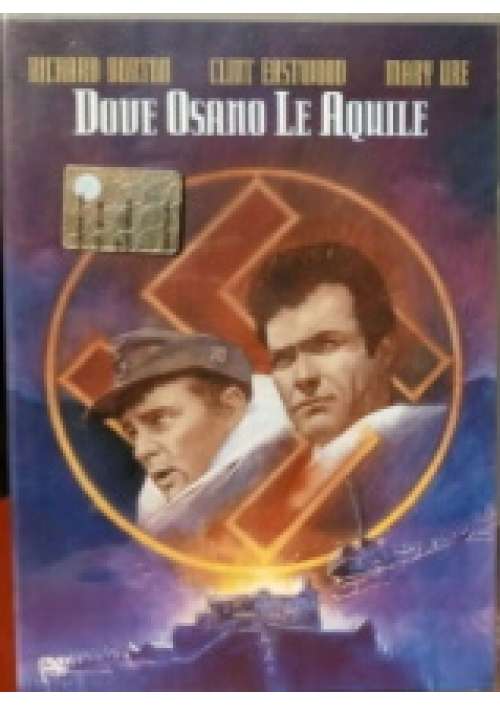 RICHARD BURTON CLINT EASTWOOD MARY URE
DOVE OSANO LE AQUILE